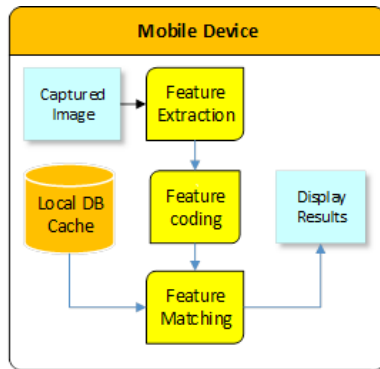 Mobile Device
Captured
Image
Feature
Extraction
Local DB
Cache
Feature
coding
Display
Results
Feature
Matching